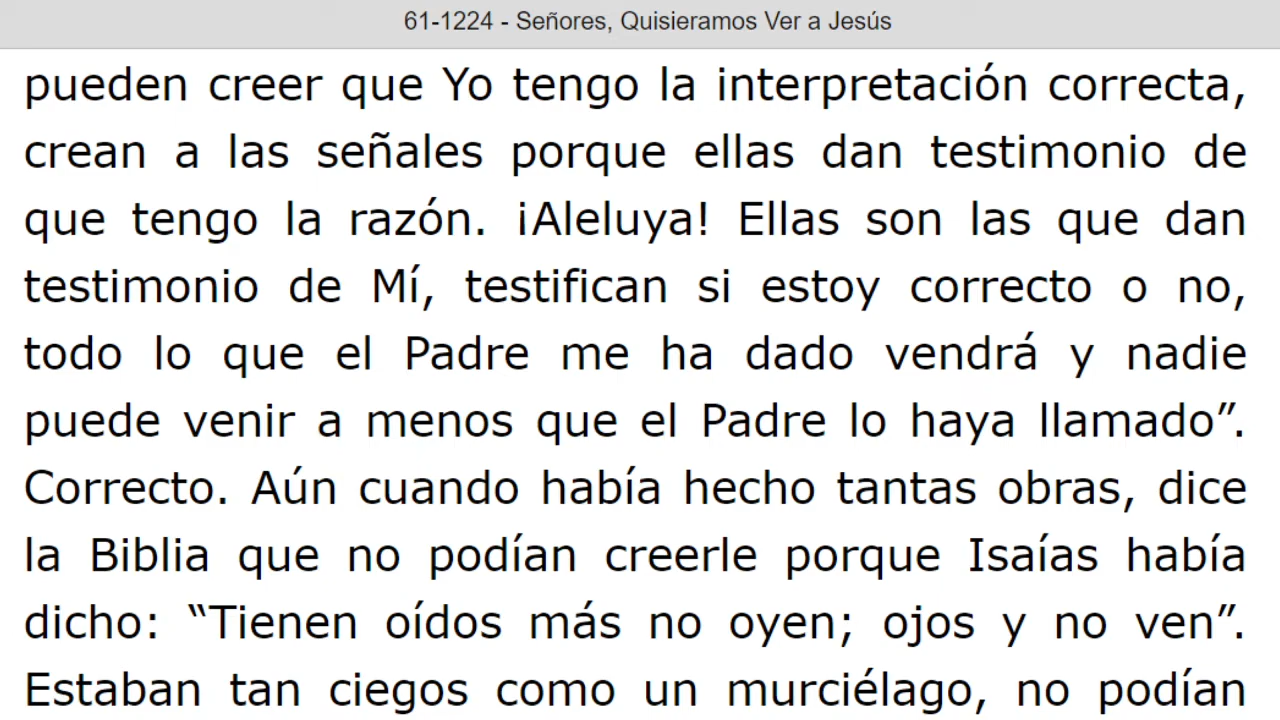 61-1224 - Señores, Quisieramos Ver a Jesús
pueden creer que Yo tengo la interpretación correcta,
crean a las señales porque ellas dan testimonio de
que tengo la razón. ¡Aleluya! Ellas son las que dan
testimonio de Mí, testifican si estoy correcto o no,
todo lo que el Padre me ha dado vendrá y nadie
puede venir a menos que el Padre lo haya llamado”.
Correcto. Aún cuando había hecho tantas obras, dice
la Biblia que no podían creerle porque Isaías había
dicho: “Tienen oídos más no oyen; ojos y no ven”.
Estaban tan ciegos como un murciélago, no podían